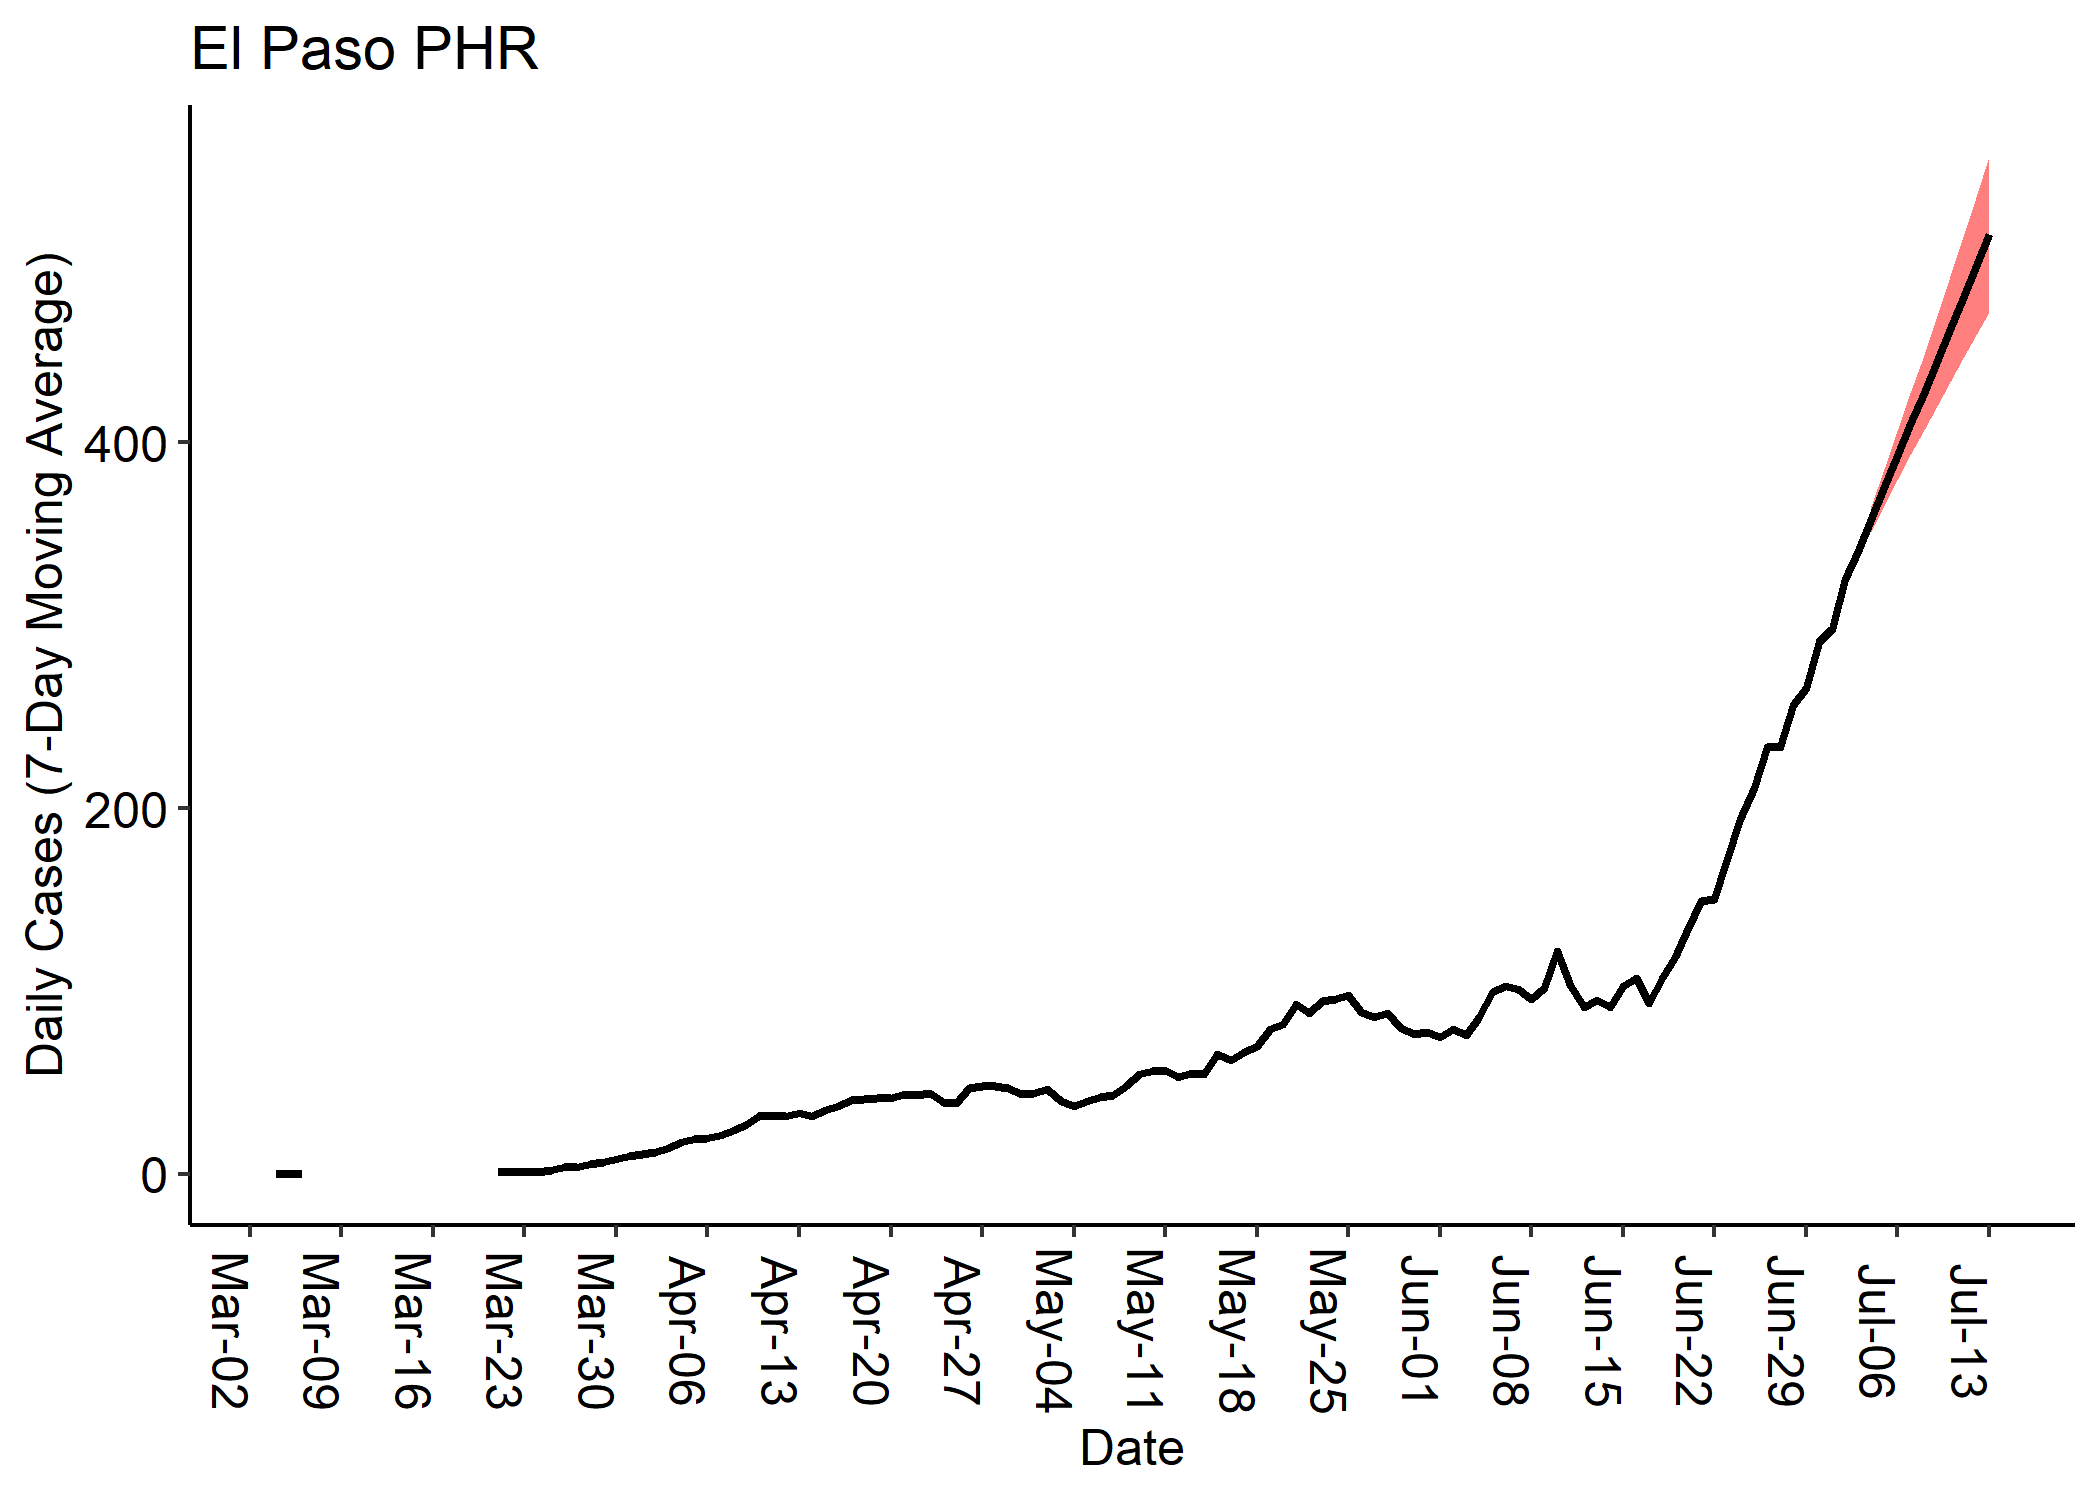 El Paso PHR
Daily Cases (7-Day Moving Average)
400
200
0
Mar-02
Mar-09
Mar-16
Mar-23
Mar-30
Apr-06
Apr-13
Apr-20
Apr-27
May-04
May-11
May-18
May-25
Jun-01
Jun-08
Jun-15
Jun-22
Jun-29
Jul-06
Jul-13
Date